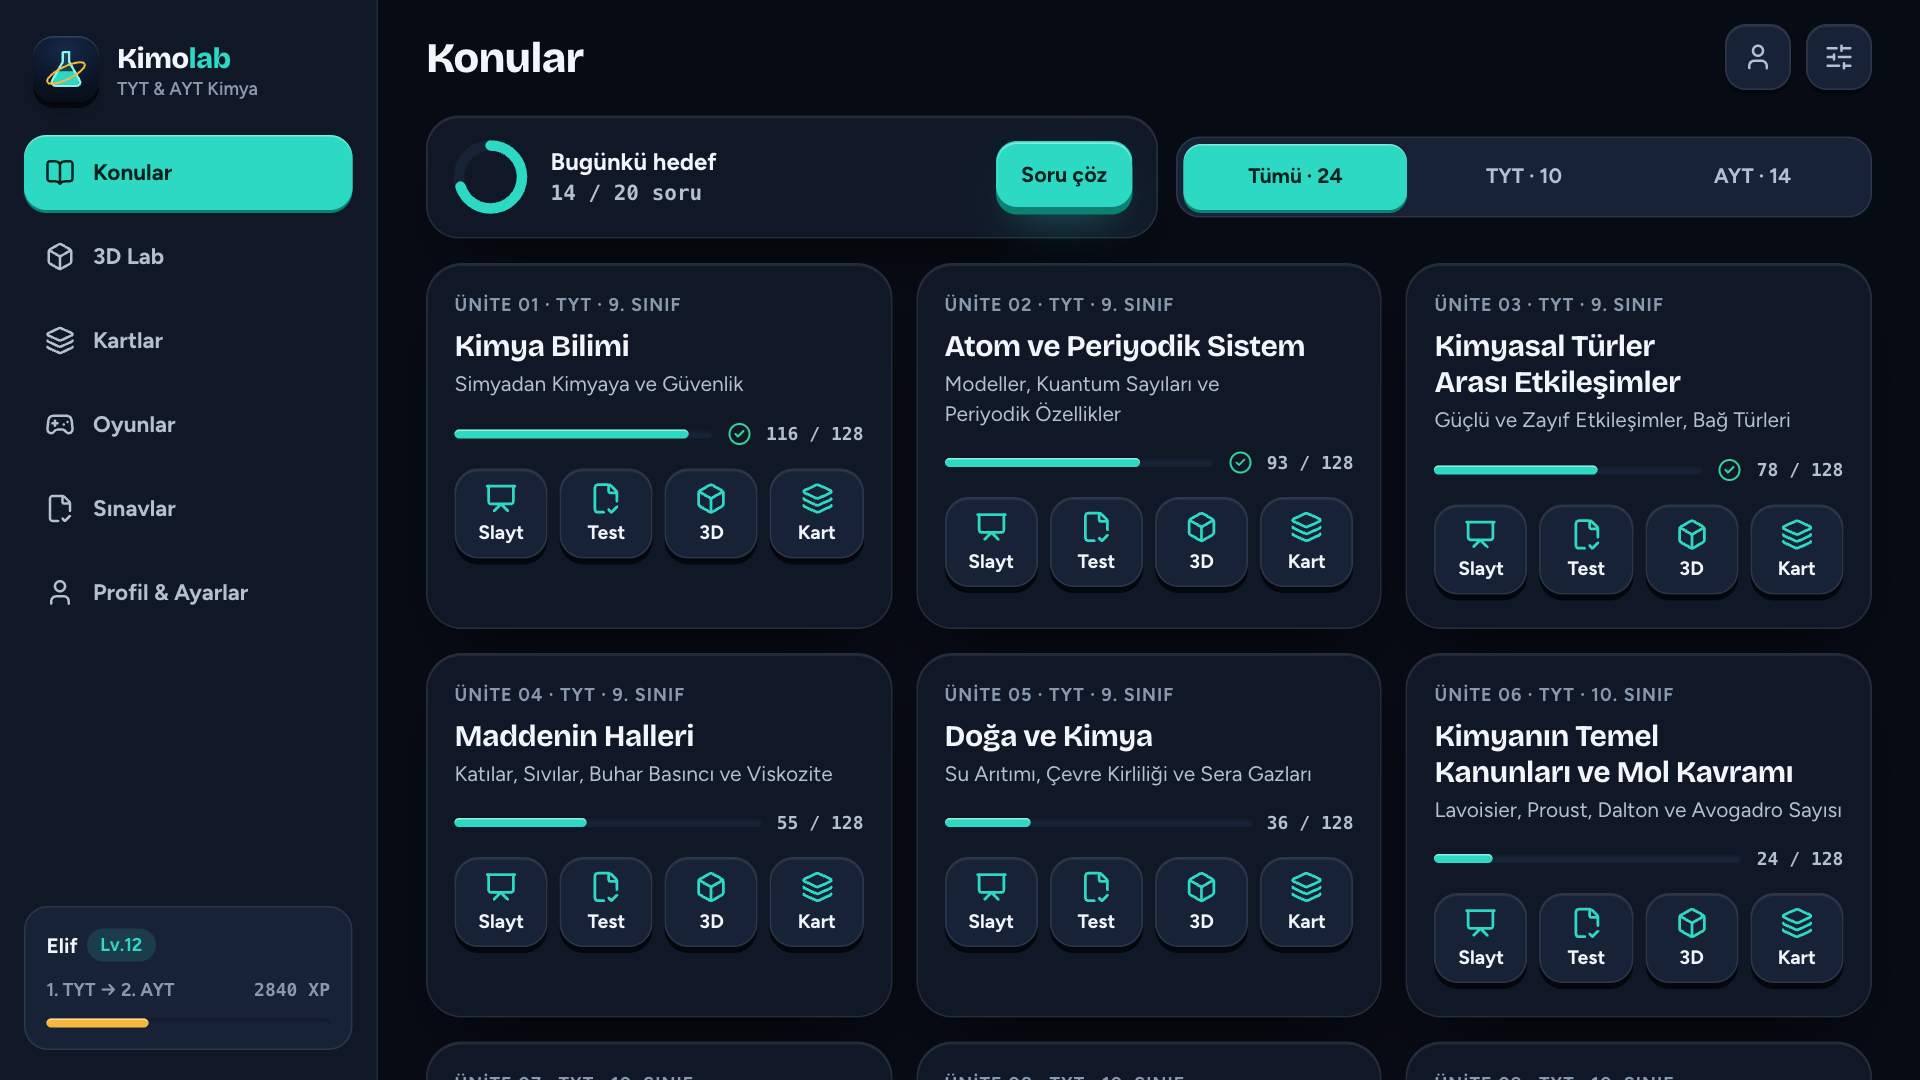 Kimolab
TYT & AYT Kimya
Konular
3D Lab
Kartlar
Oyunlar
Sınavlar
Profil & Ayarlar
Elif Lv.12
1. TYT → 2. AYT 2840 XP
Konular
Bugünkü hedef
14 / 20 soru
Soru çöz
Tümü · 24 TYT · 10 AYT · 14
ÜNİTE 01 · TYT · 9. SINIF
Kimya Bilimi
Simyadan Kimyaya ve Güvenlik
116 / 128
Slayt Test 3D Kart
ÜNİTE 02 · TYT · 9. SINIF
Atom ve Periyodik Sistem
Modeller, Kuantum Sayıları ve
Periyodik Özellikler
93 / 128
Slayt Test 3D Kart
ÜNİTE 03 · TYT · 9. SINIF
Kimyasal Türler
Arası Etkileşimler
Güçlü ve Zayıf Etkileşimler, Bağ Türleri
78 / 128
Slayt Test 3D Kart
ÜNİTE 04 · TYT · 9. SINIF
Maddenin Halleri
Katılar, Sıvılar, Buhar Basıncı ve Viskozite
55 / 128
Slayt Test 3D Kart
ÜNİTE 05 · TYT · 9. SINIF
Doğa ve Kimya
Su Arıtımı, Çevre Kirliliği ve Sera Gazları
36 / 128
Slayt Test 3D Kart
ÜNİTE 06 · TYT · 10. SINIF
Kimyanın Temel
Kanunları ve Mol Kavramı
Lavoisier, Proust, Dalton ve Avogadro Sayısı
24 / 128
Slayt Test 3D Kart